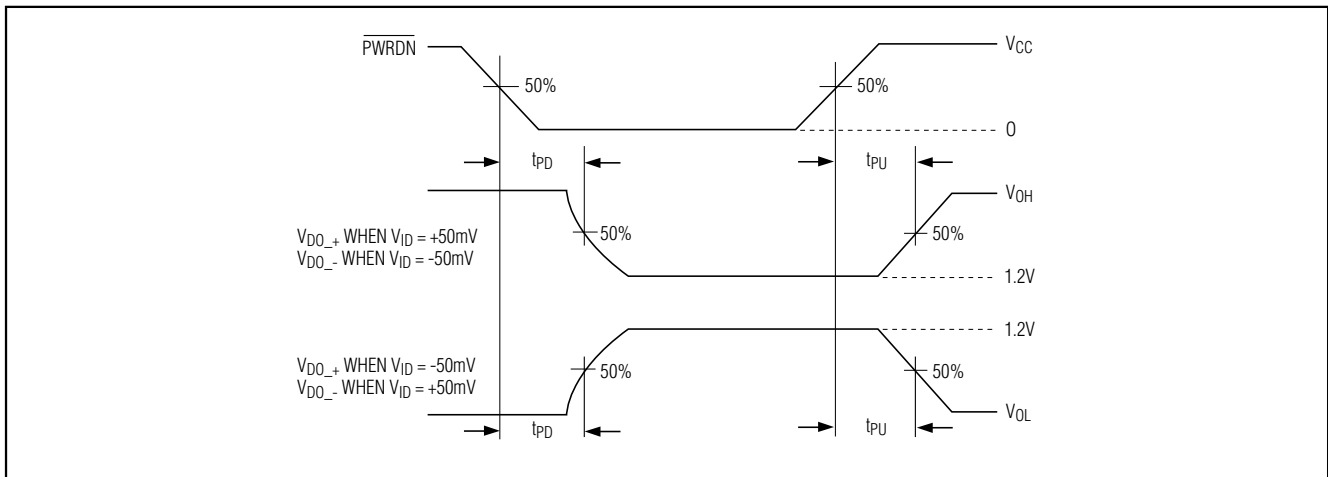 PWRDN
VCC
50%
50%
0
tPD
tPU
VOH
VDO_+ WHEN VID = +50mV
VDO_- WHEN VID = -50mV
50%
50%
1.2V
1.2V
VDO_+ WHEN VID = -50mV
VDO_- WHEN VID = +50mV
50%
50%
VOL
tPD
tPU